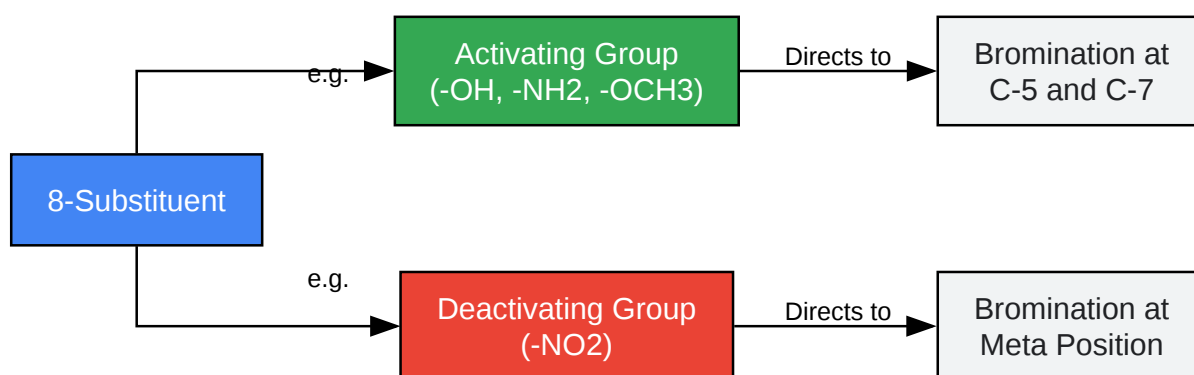 e.g.
Activating Group
(-OH, -NH2, -OCH3)
Directs to
Bromination at
C-5 and C-7
8-Substituent
e.g.
Deactivating Group
(-NO2)
Directs to
Bromination at
Meta Position